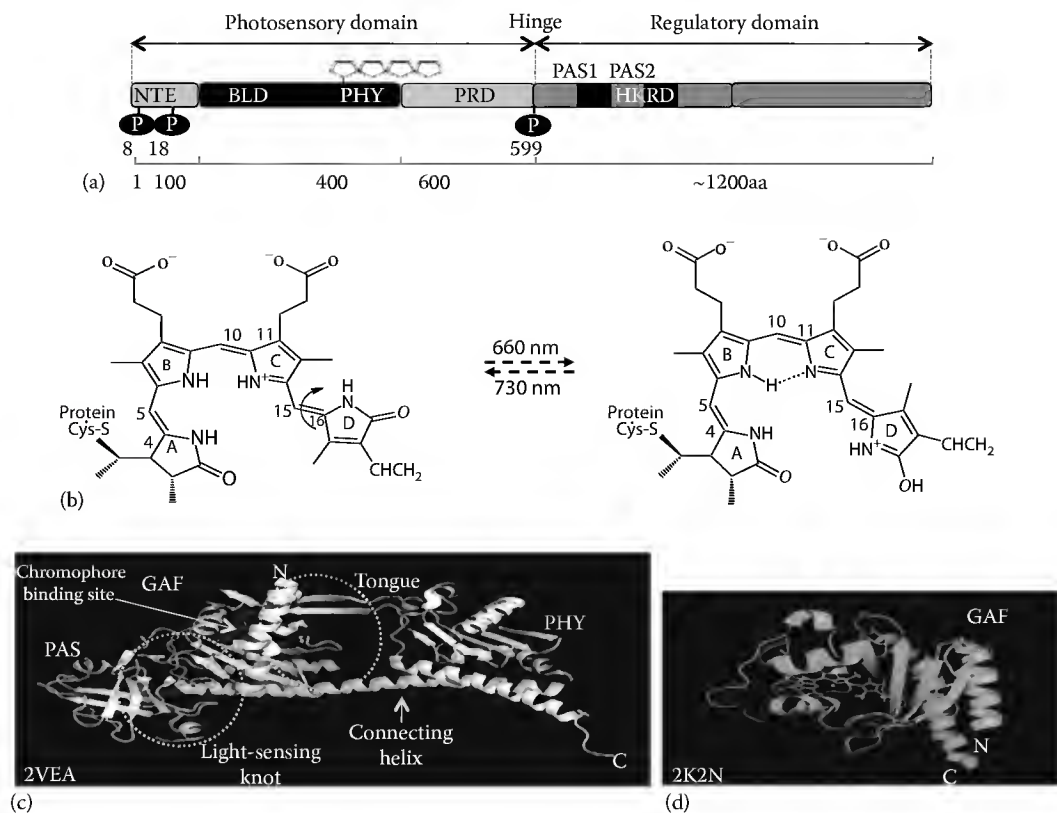 Photosensory domain Hinge Regulatory domain
PAS1 PAS2
NTE BLD PHY PRD HKRD
P P P
8 18 599
(a) 1 100 400 600 ~1200aa
O O⁻ ⁻O O O O⁻ ⁻O O
10 11 10 11
B C 660 nm B C
NH HN⁺ 730 nm N H N
NH
5 15 16 D O 5 15 16 D
Protein Protein
Cys-S Cys-S
4 NH CHCH₂ 4 NH HN⁺ CHCH₂
A O A O OH
(b)
Chromophore GAF N Tongue
binding site
PAS PHY GAF
Light-sensing Connecting N
knot helix
2VEA C 2K2N C
(c) (d)